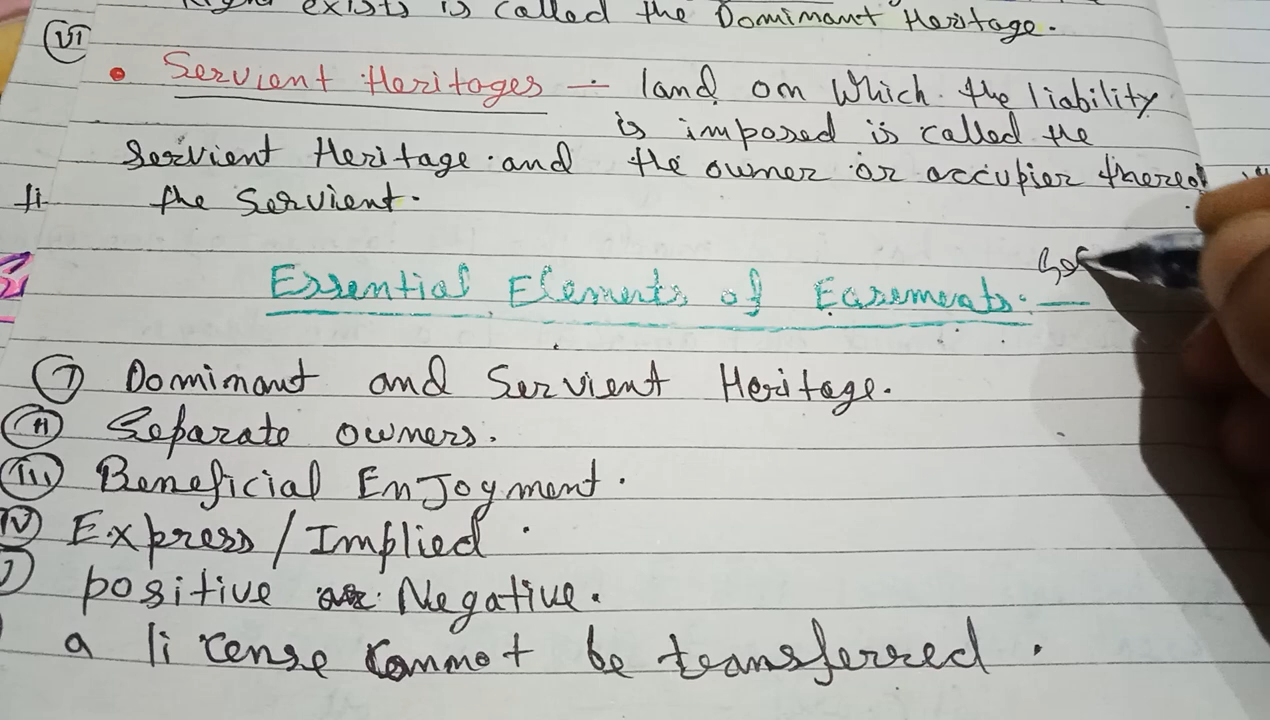 exists is called the Dominant Heritage.
VI
• Servient Heritages — land on Which the liability
is imposed is called the
Servient Heritage and the owner or occupier thereof
the Servient.
Essential Elements of Easements: —
I Dominant and Servient Heritage.
II Separate owners.
III Beneficial Enjoyment.
IV Express/Implied
positive or Negative.
a license Cannot be transferred.